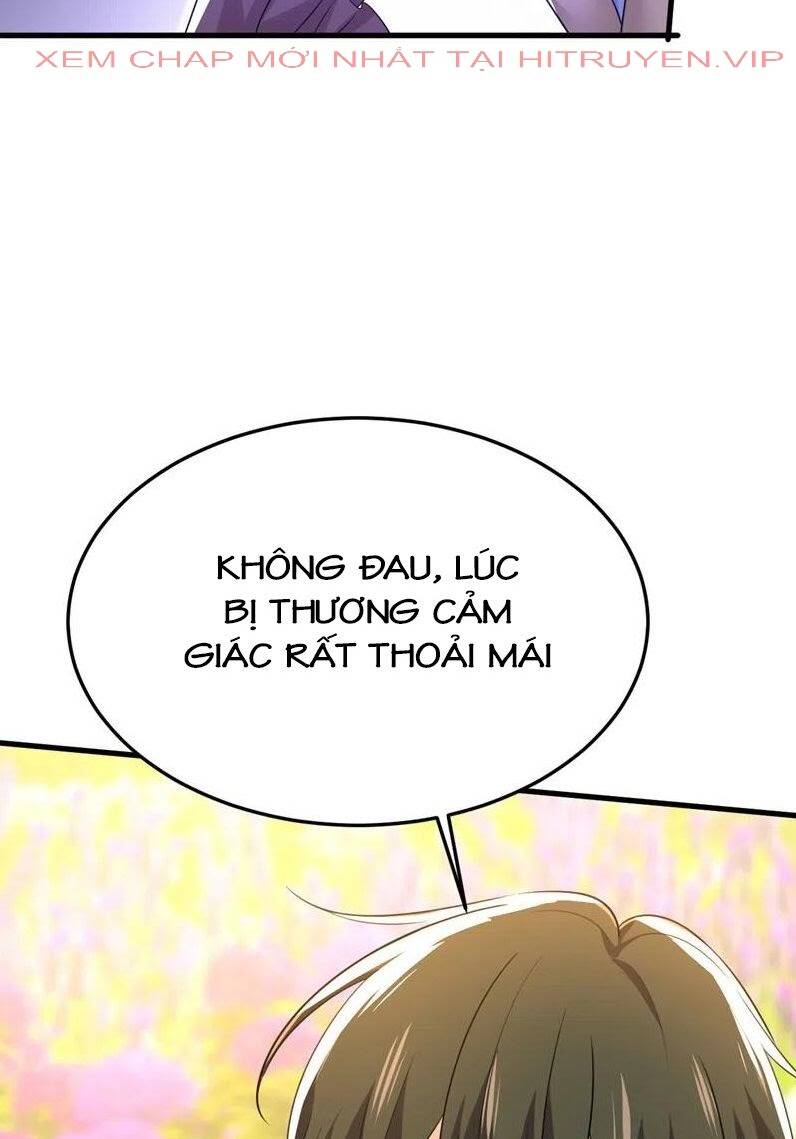 XEM CHAP MỚI NHẤT TẠI HITRUYEN.VIP
KHÔNG ĐAU, LÚC
BỊ THƯƠNG CẢM
GIÁC RẤT THOẢI MÁI